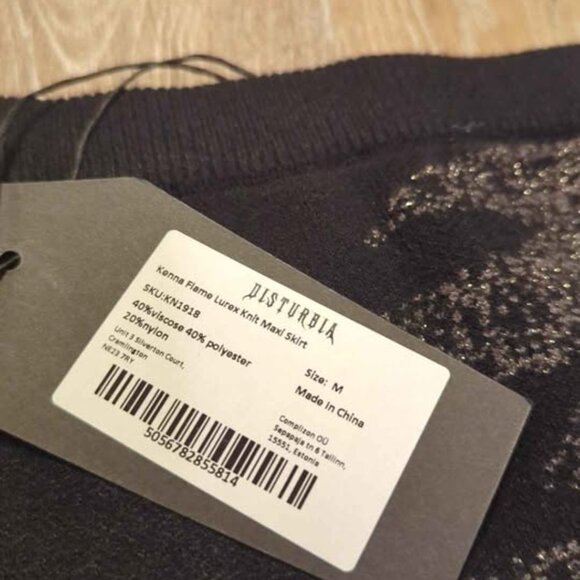 DISTURBIA
Kenna Flame Lurex Knit Maxi Skirt
SKU:KN1918
40%viscose 40% polyester
20%nylon
Unit 3 Silverton Court,
Cramlington
NE23 7RY
Size: M
Made In China
Complizon OÜ
Sepapaja tn 6 Tallinn,
15551, Estonia
5056782855814